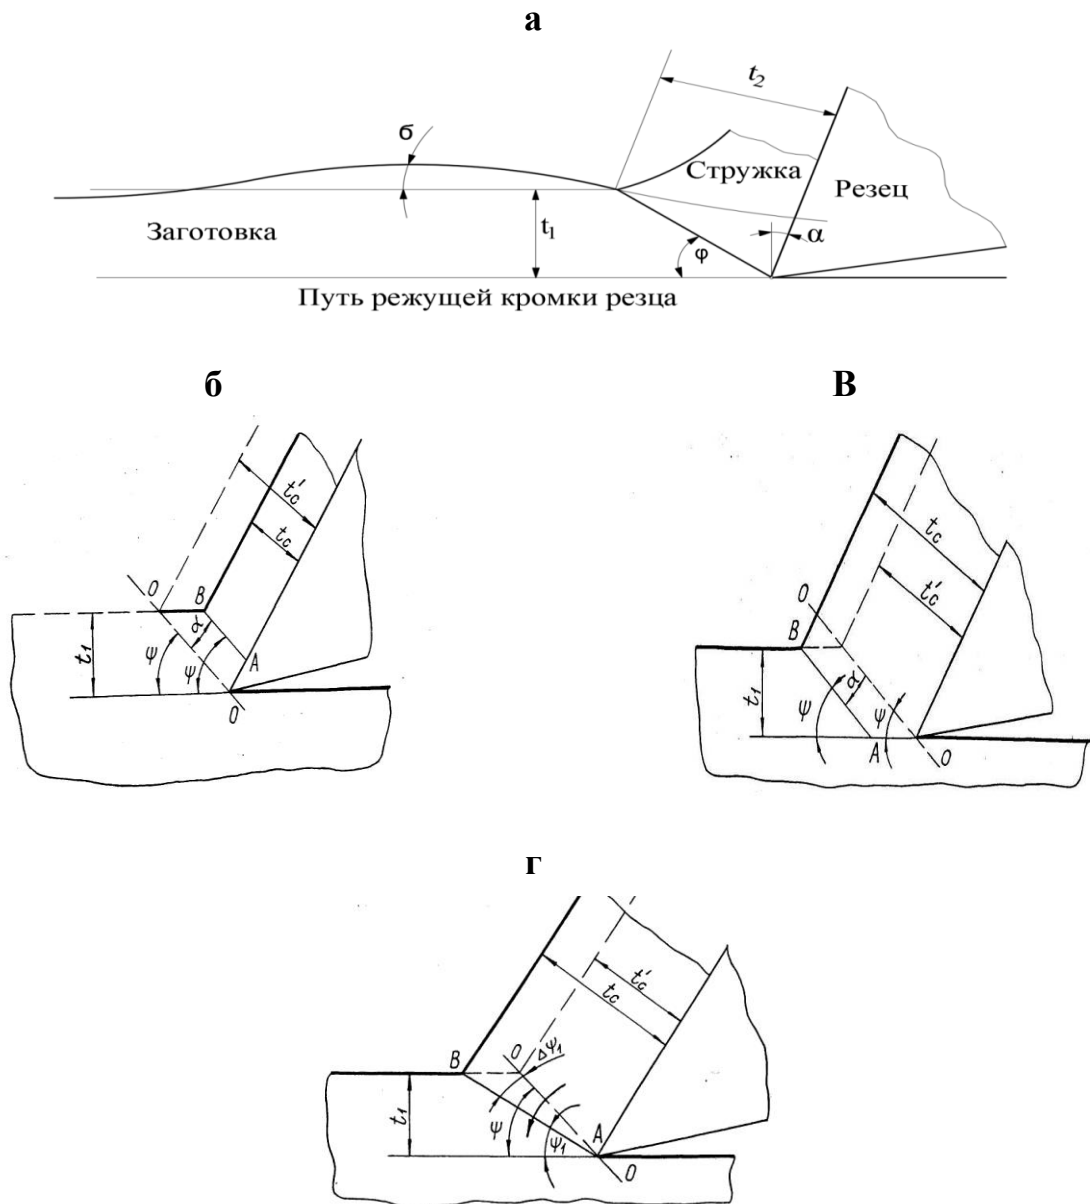 а
t₂
б
Стружка
Резец
Заготовка
t₁
α
φ
Путь режущей кромки резца
б
t'c
tc
O
B
α
t₁
ψ
ψ
A
O
В
tc
t'c
O
B
α
t₁
ψ
ψ
A
O
г
t'c
tc
B
O
Δψ₁
t₁
ψ
ψ₁
A
O